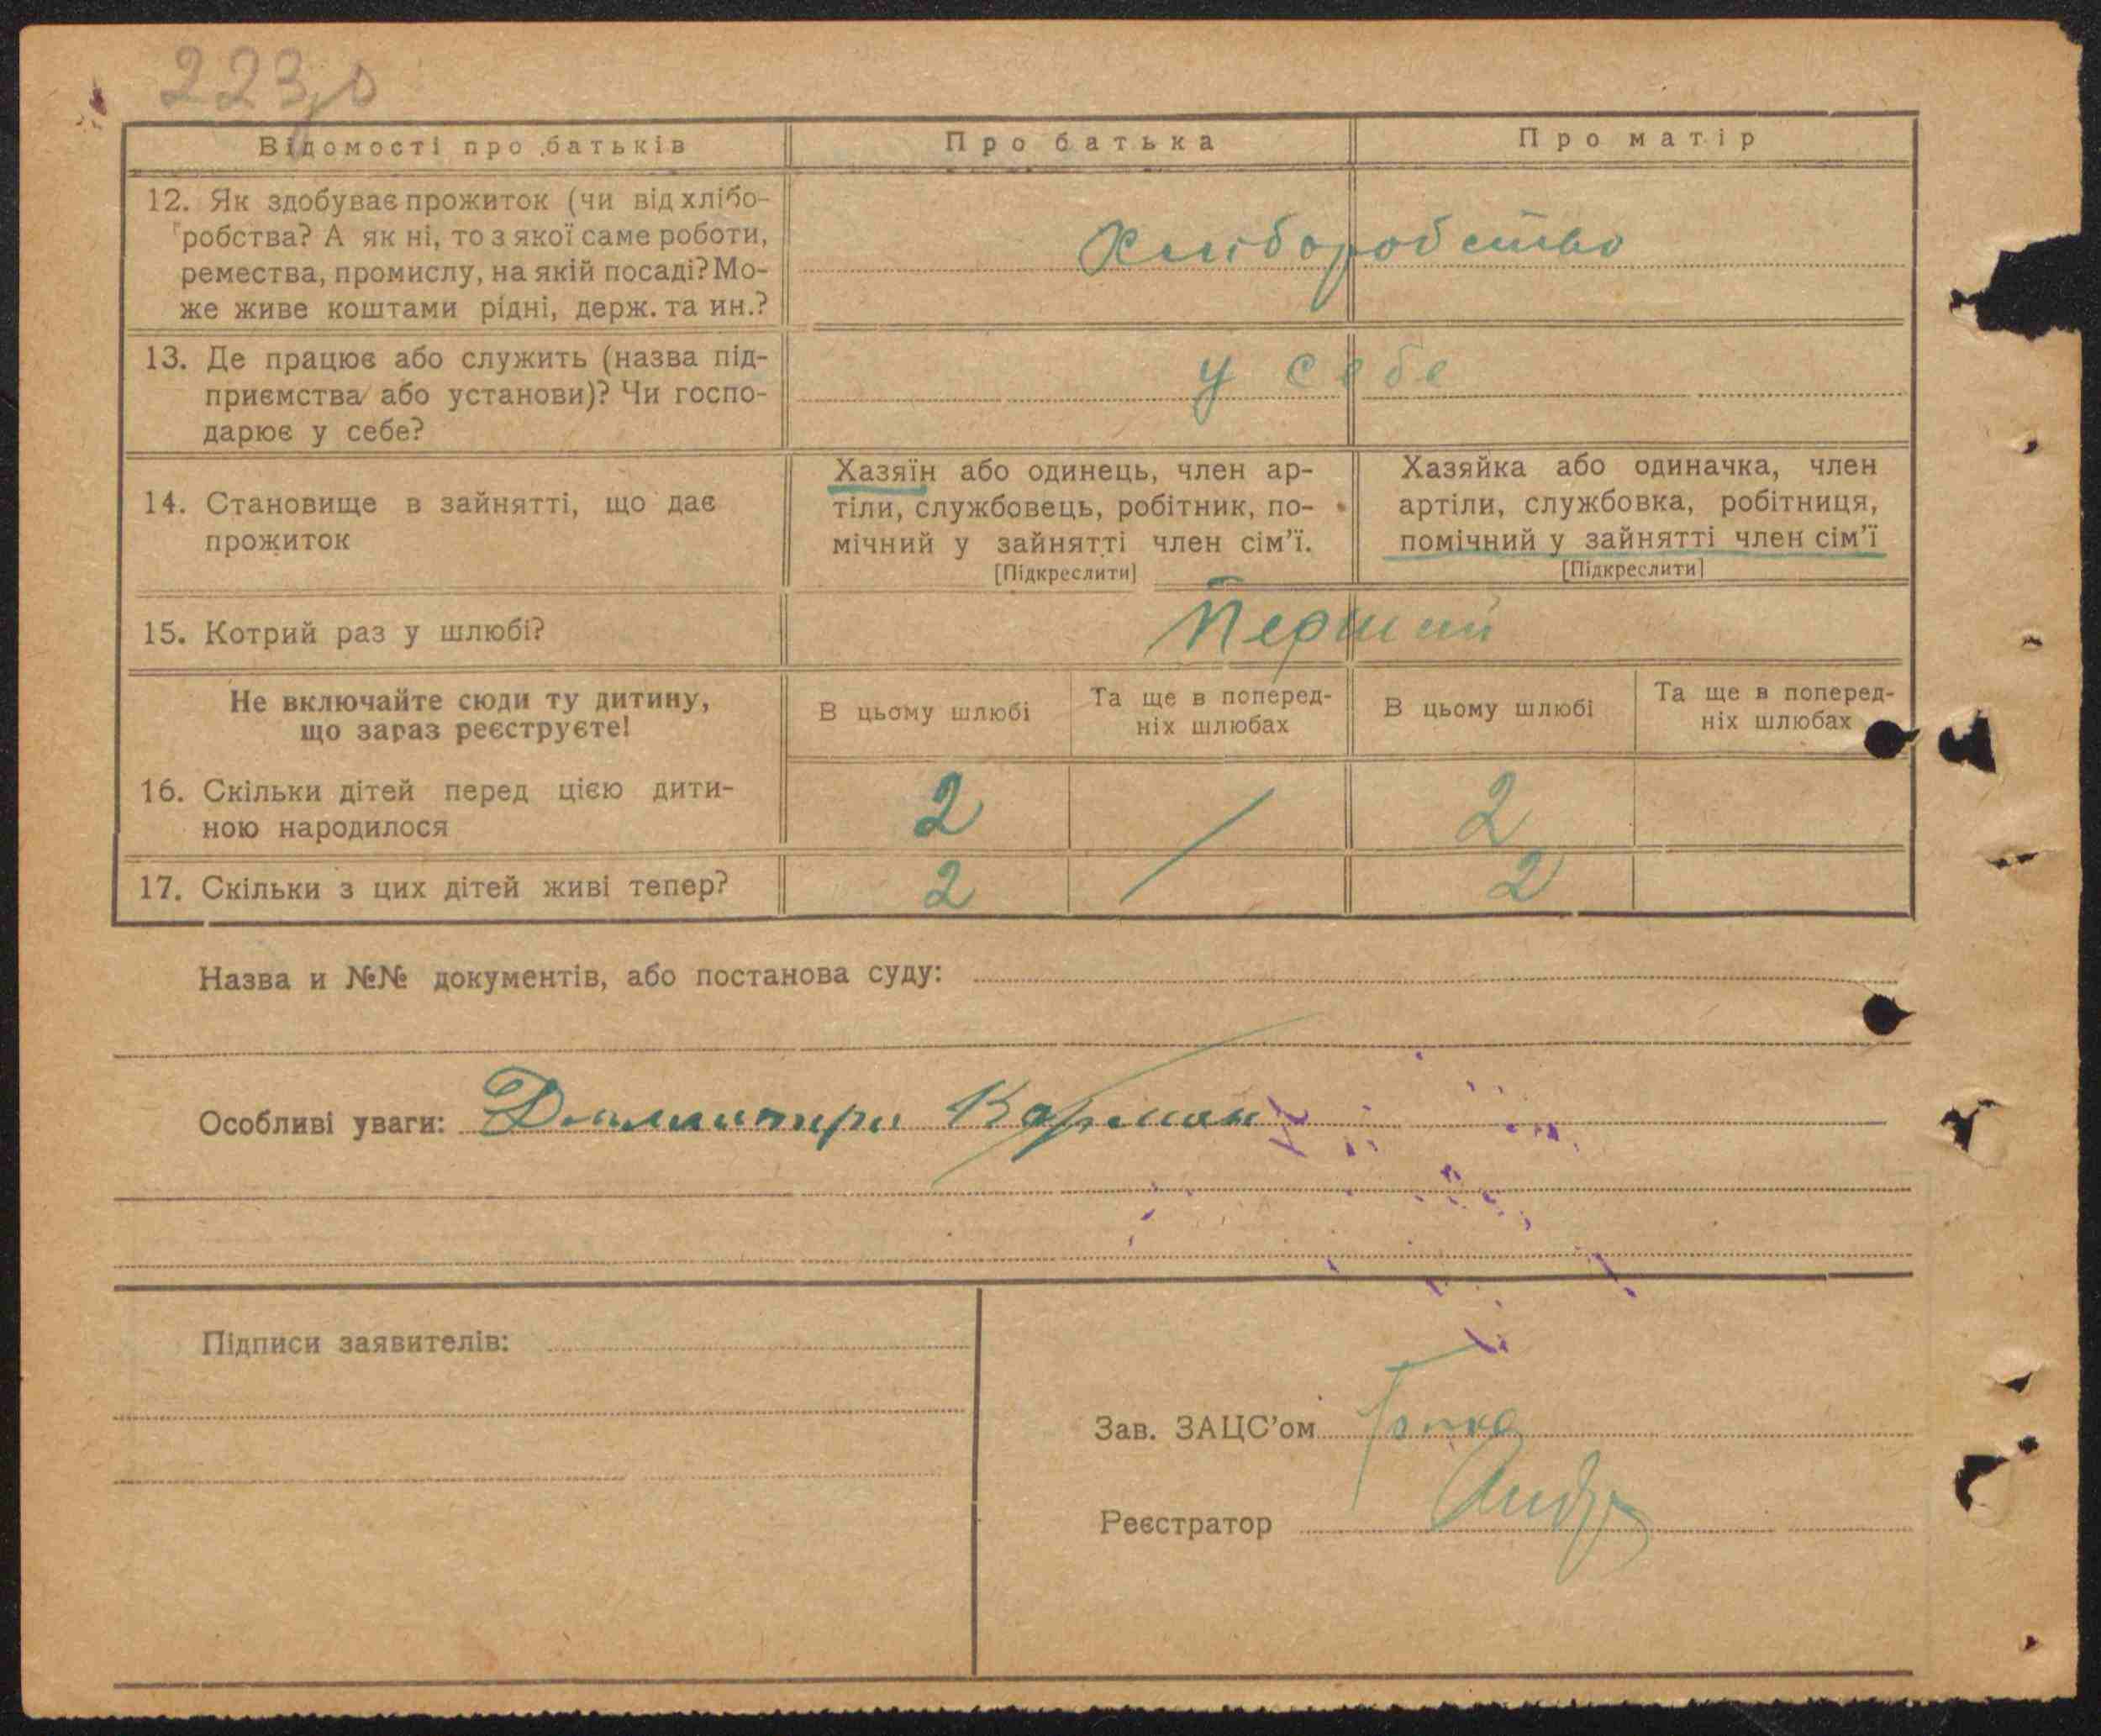 223
Відомості про батьків
Про батька
Про матір
12. Як здобуває прожиток (чи від хлібо-
робства? А як ні, то з якої саме роботи,
ремества, промислу, на якій посаді? Мо-
же живе коштами рідні, держ. та ин.?
Хліборобство
13. Де працює або служить (назва під-
приємства або установи)? Чи госпо-
дарює у себе?
у себе
14. Становище в зайнятті, що дає
прожиток
Хазяїн або одинець, член ар-
тіли, службовець, робітник, по-
мічний у зайнятті член сім'ї.
[Підкреслити]
Хазяйка або одиначка, член
артіли, службовка, робітниця,
помічний у зайнятті член сім'ї
[Підкреслити]
15. Котрий раз у шлюбі?
Перший
Не включайте сюди ту дитину,
що зараз реєструєте!
В цьому шлюбі
Та ще в поперед-
ніх шлюбах
В цьому шлюбі
Та ще в поперед-
ніх шлюбах
16. Скільки дітей перед цією дити-
ною народилося
2
2
17. Скільки з цих дітей живі тепер?
2
2
Назва и №№ документів, або постанова суду:
Особливі уваги:
Підписи заявителів:
Зав. ЗАЦС'ом
Реєстратор